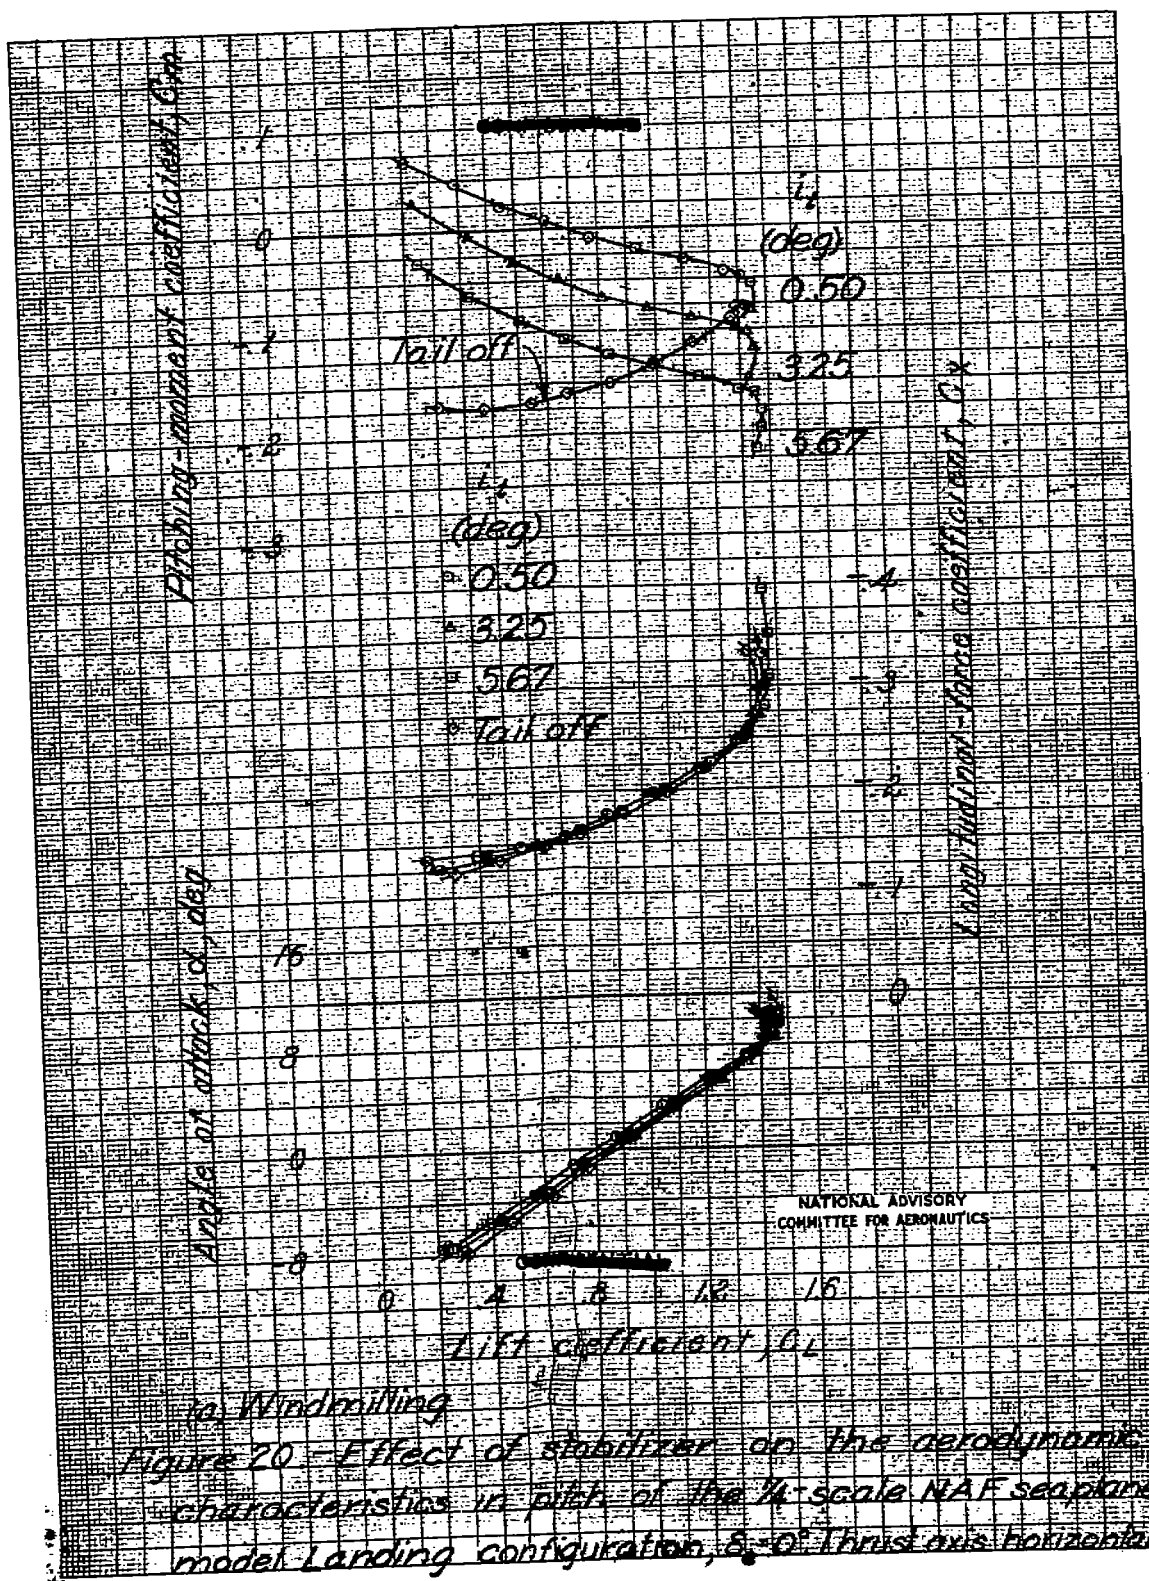 Pitching-moment coefficient, Cm
.1
0
-.1
-.2
-.3
it
(deg)
0.50
3.25
5.67
Tail off
it
(deg)
0.50
3.25
5.67
Tail off
Longitudinal-force coefficient, Cx
-.4
-.3
-.2
-.1
0
Angle of attack, α, deg
16
8
0
-8
NATIONAL ADVISORY
COMMITTEE FOR AERONAUTICS
0 .4 .8 1.2 1.6
Lift coefficient, CL
(a) Windmilling
Figure 20.- Effect of stabilizer on the aerodynamic
characteristics in pitch of the 1/4-scale NAF seaplane
model. Landing configuration, δe=0° Thrust axis horizontal